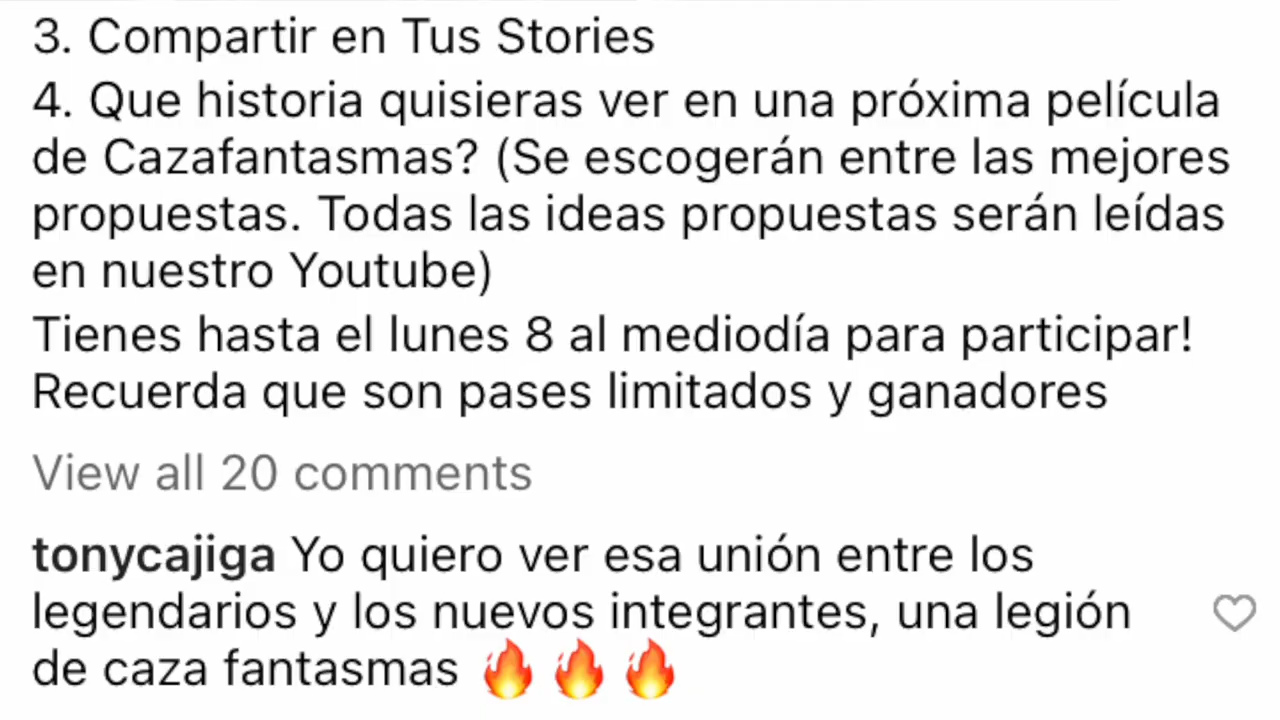 3. Compartir en Tus Stories
4. Que historia quisieras ver en una próxima película
de Cazafantasmas? (Se escogerán entre las mejores
propuestas. Todas las ideas propuestas serán leídas
en nuestro Youtube)
Tienes hasta el lunes 8 al mediodía para participar!
Recuerda que son pases limitados y ganadores
View all 20 comments
tonycajiga Yo quiero ver esa unión entre los
legendarios y los nuevos integrantes, una legión
de caza fantasmas 🔥🔥🔥